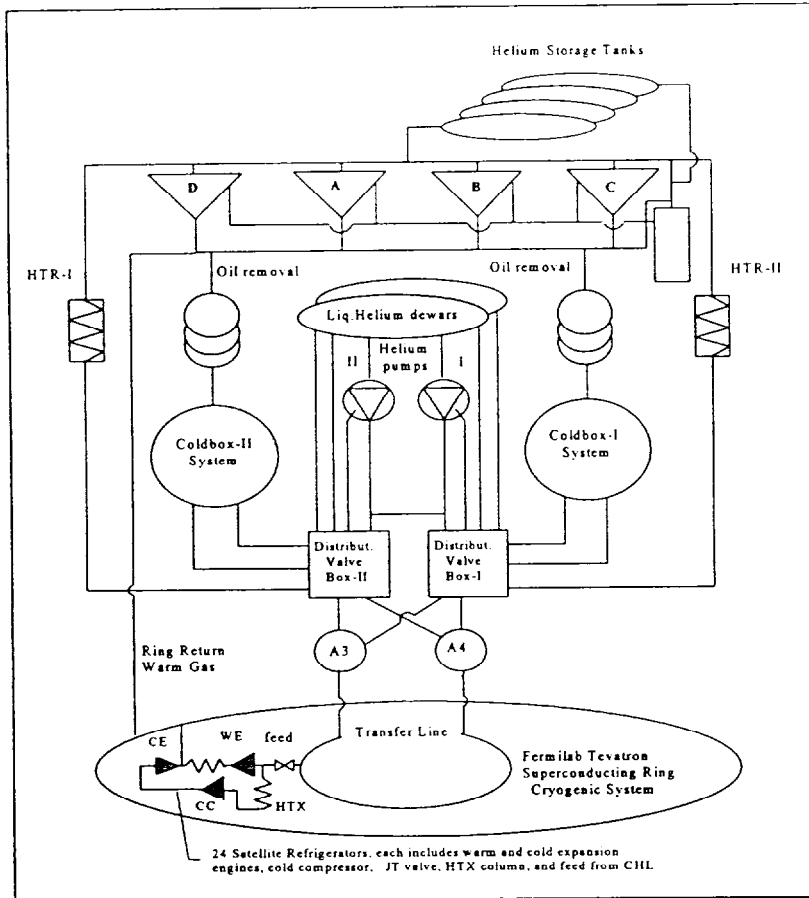 Helium Storage Tanks
D
A
B
C
HTR-I
Oil removal
Oil removal
HTR-II
Liq.Helium dewars
Helium
pumps
II
I
Coldbox-II
System
Coldbox-I
System
Distribut.
Valve
Box-II
Distribut.
Valve
Box-I
A3
A4
Ring Return
Warm Gas
CE
WE
feed
Transfer Line
Fermilab Tevatron
Superconducting Ring
Cryogenic System
CC
HTX
24 Satellite Refrigerators, each includes warm and cold expansion
engines, cold compressor, JT valve, HTX column, and feed from CHL